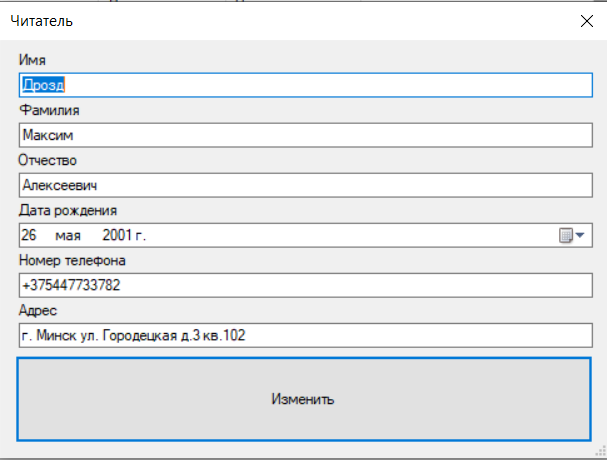 Читатель
Имя
Дрозд
Фамилия
Максим
Отчество
Алексеевич
Дата рождения
26 мая 2001 г.
Номер телефона
+375447733782
Адрес
г. Минск ул. Городецкая д.3 кв.102
Изменить